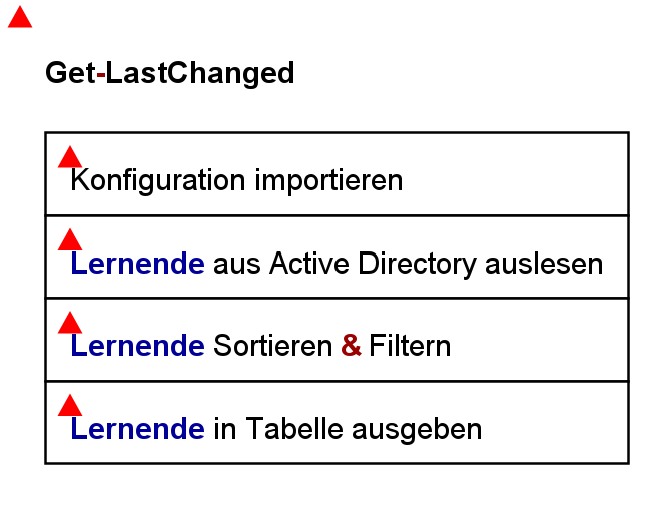 Get-LastChanged
Konfiguration importieren
Lernende aus Active Directory auslesen
Lernende Sortieren & Filtern
Lernende in Tabelle ausgeben